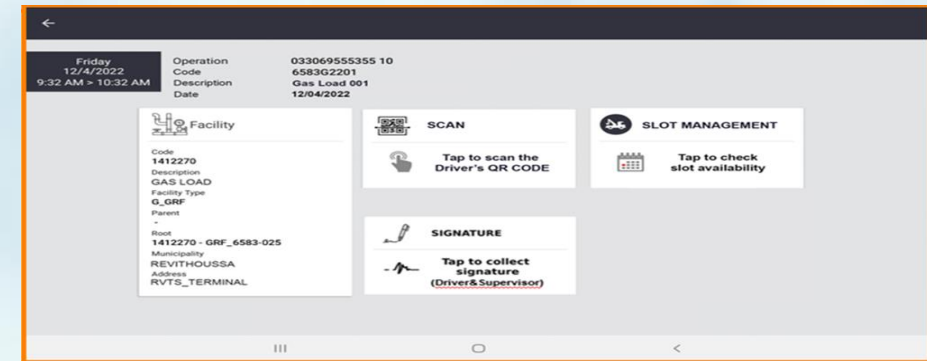 Friday
12/4/2022
9:32 AM > 10:32 AM
Operation 033069555355 10
Code 6583G2201
Description Gas Load 001
Date 12/04/2022
Facility
Code
1412270
Description
GAS LOAD
Facility Type
G_GRF
Parent
-
Root
1412270 - GRF_6583-025
Municipality
REVITHOUSSA
Address
RVTS_TERMINAL
SCAN
Tap to scan the
Driver's QR CODE
SLOT MANAGEMENT
Tap to check
slot availability
SIGNATURE
Tap to collect
signature
(Driver&Supervisor)